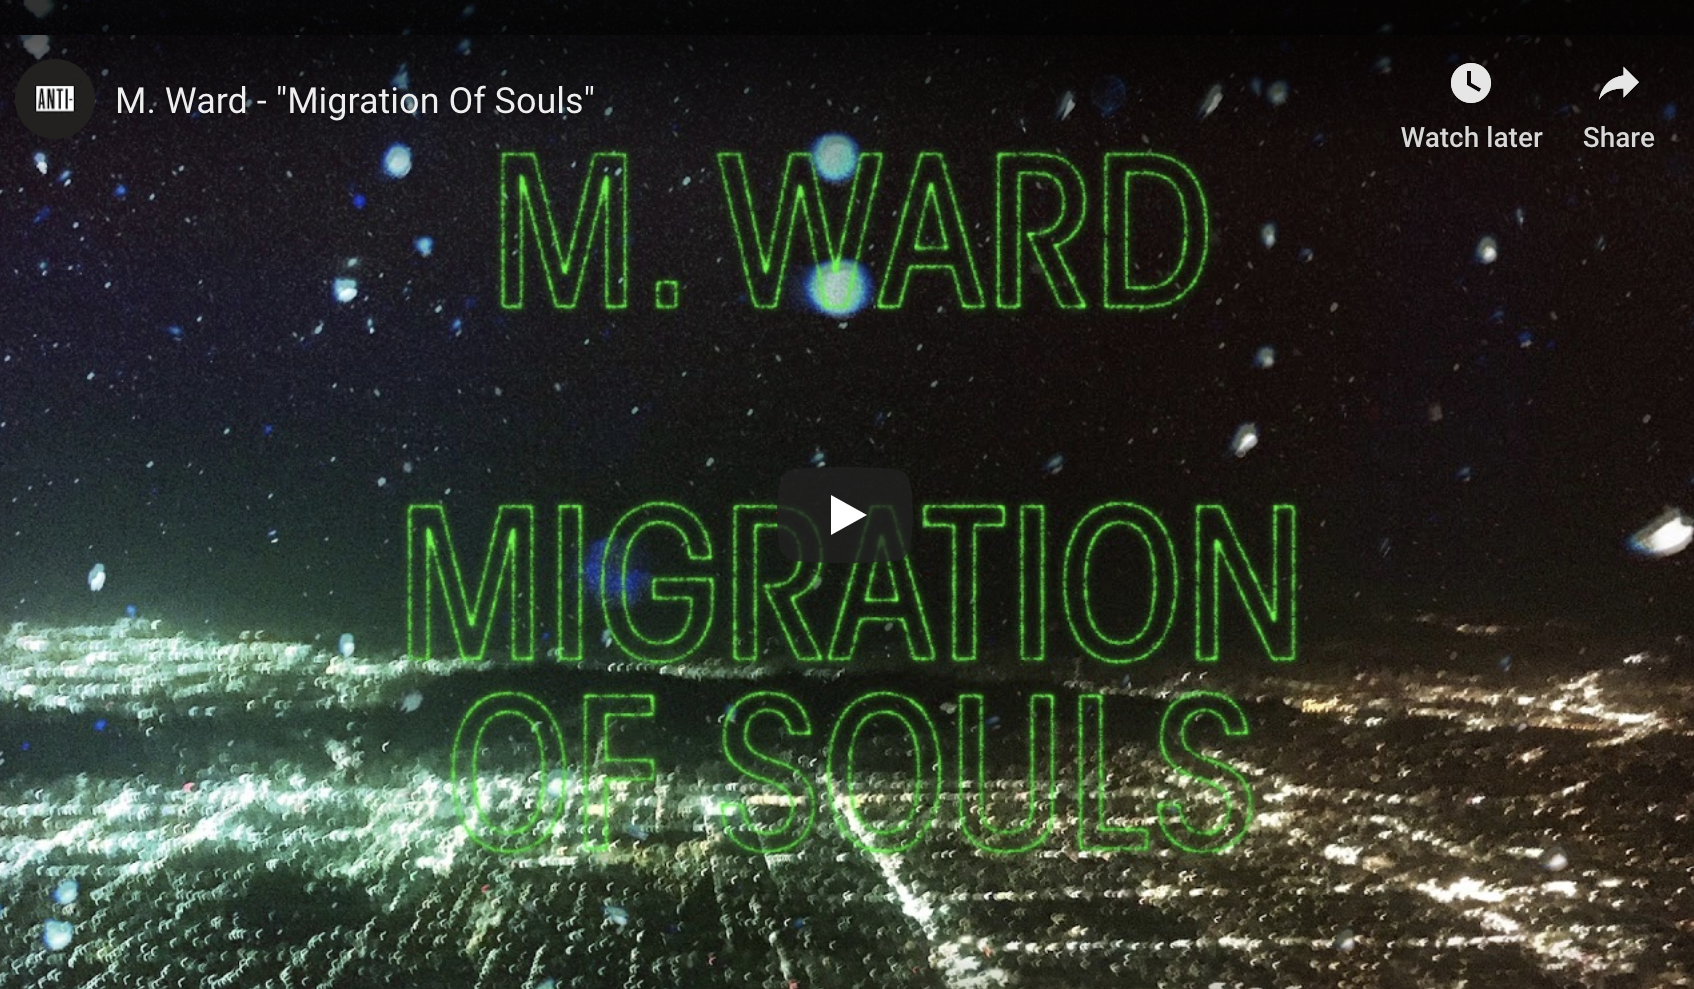 ANTI-
M. Ward - "Migration Of Souls"
Watch later
Share
M. WARD
MIGRATION
OF SOULS